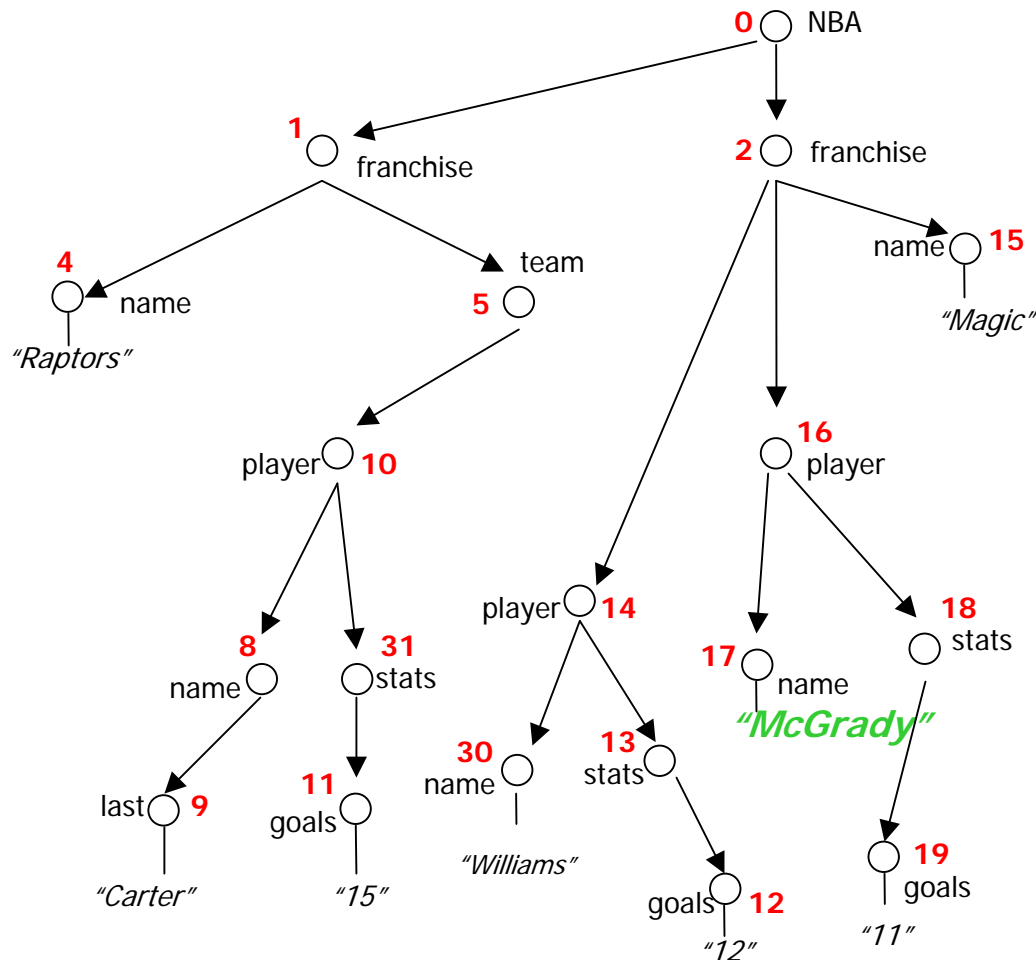 0 NBA
1
franchise
2 franchise
4
name
"Raptors"
team
5
name 15
"Magic"
player 10
16
player
player 14
8
name
31
stats
17 name
"McGrady"
18
stats
last 9
"Carter"
11
goals
"15"
30
name
"Williams"
13
stats
goals 12
"12"
19
goals
"11"